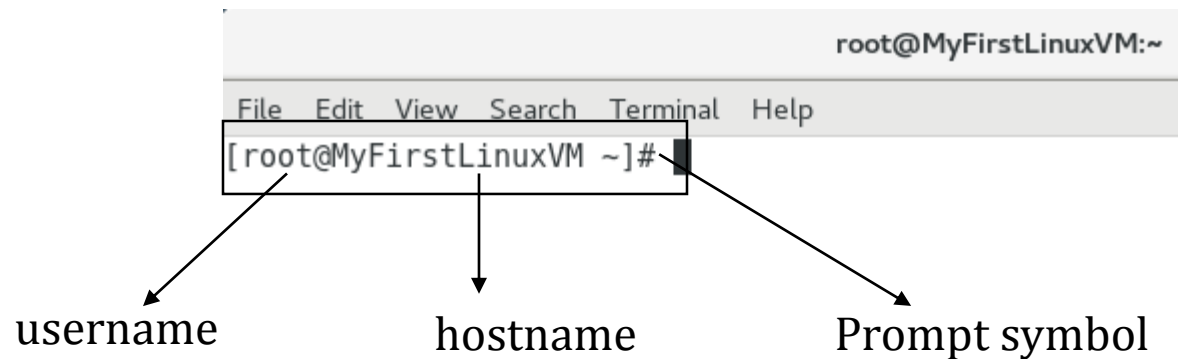 root@MyFirstLinuxVM:~
File Edit View Search Terminal Help
[root@MyFirstLinuxVM ~]#
username hostname Prompt symbol